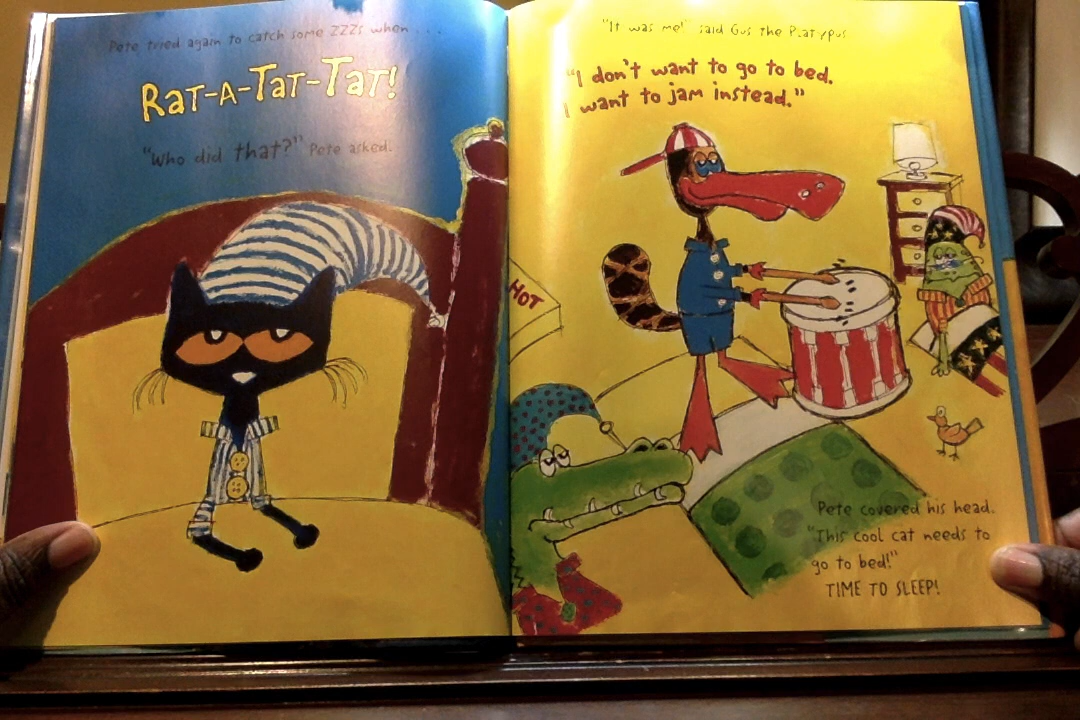 Pete tried again to catch some ZZZs when . . .
RAT-A-TAT-TAT!
"Who did that?" Pete asked.
"It was me!" said Gus the Platypus
"I don't want to go to bed.
I want to jam instead."
HOT
Pete covered his head.
"This cool cat needs to
go to bed!"
TIME TO SLEEP!